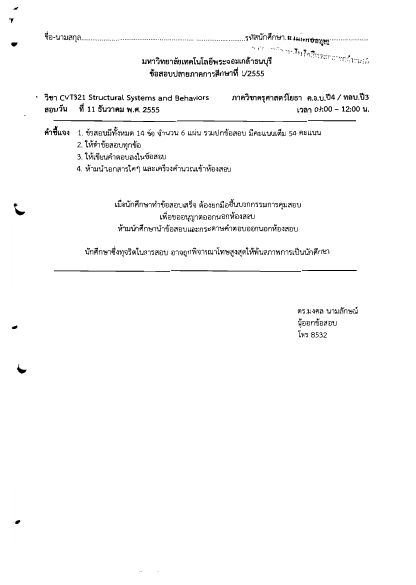 ชื่อ-นามสกุล..............................................................รหัสนักศึกษา
มหาวิทยาลัยเทคโนโลยีพระจอมเกล้าธนบุรี
ข้อสอบปลายภาคการศึกษาที่ 1/2555
วิชา CVT321 Structural Systems and Behaviors ภาควิชาครุศาสตร์โยธา ค.อ.บ.ปี4 / ทลบ.ปี3
สอบวัน ที่ 11 ธันวาคม พ.ศ. 2555 เวลา 09:00 – 12:00 น.
คำชี้แจง 1. ข้อสอบมีทั้งหมด 14 ข้อ จำนวน 6 แผ่น รวมปกข้อสอบ มีคะแนนเต็ม 54 คะแนน
2. ให้ทำข้อสอบทุกข้อ
3. ให้เขียนคำตอบลงในข้อสอบ
4. ห้ามนำเอกสารใดๆ และเครื่องคำนวณเข้าห้องสอบ
เมื่อนักศึกษาทำข้อสอบเสร็จ ต้องยกมือขึ้นบอกกรรมการคุมสอบ
เพื่อขออนุญาตออกนอกห้องสอบ
ห้ามนักศึกษานำข้อสอบและกระดาษคำตอบออกนอกห้องสอบ
นักศึกษาซึ่งทุจริตในการสอบ อาจถูกพิจารณาโทษสูงสุดให้พ้นสภาพการเป็นนักศึกษา
ดร.มงคล นามลักษณ์
ผู้ออกข้อสอบ
โทร 8532